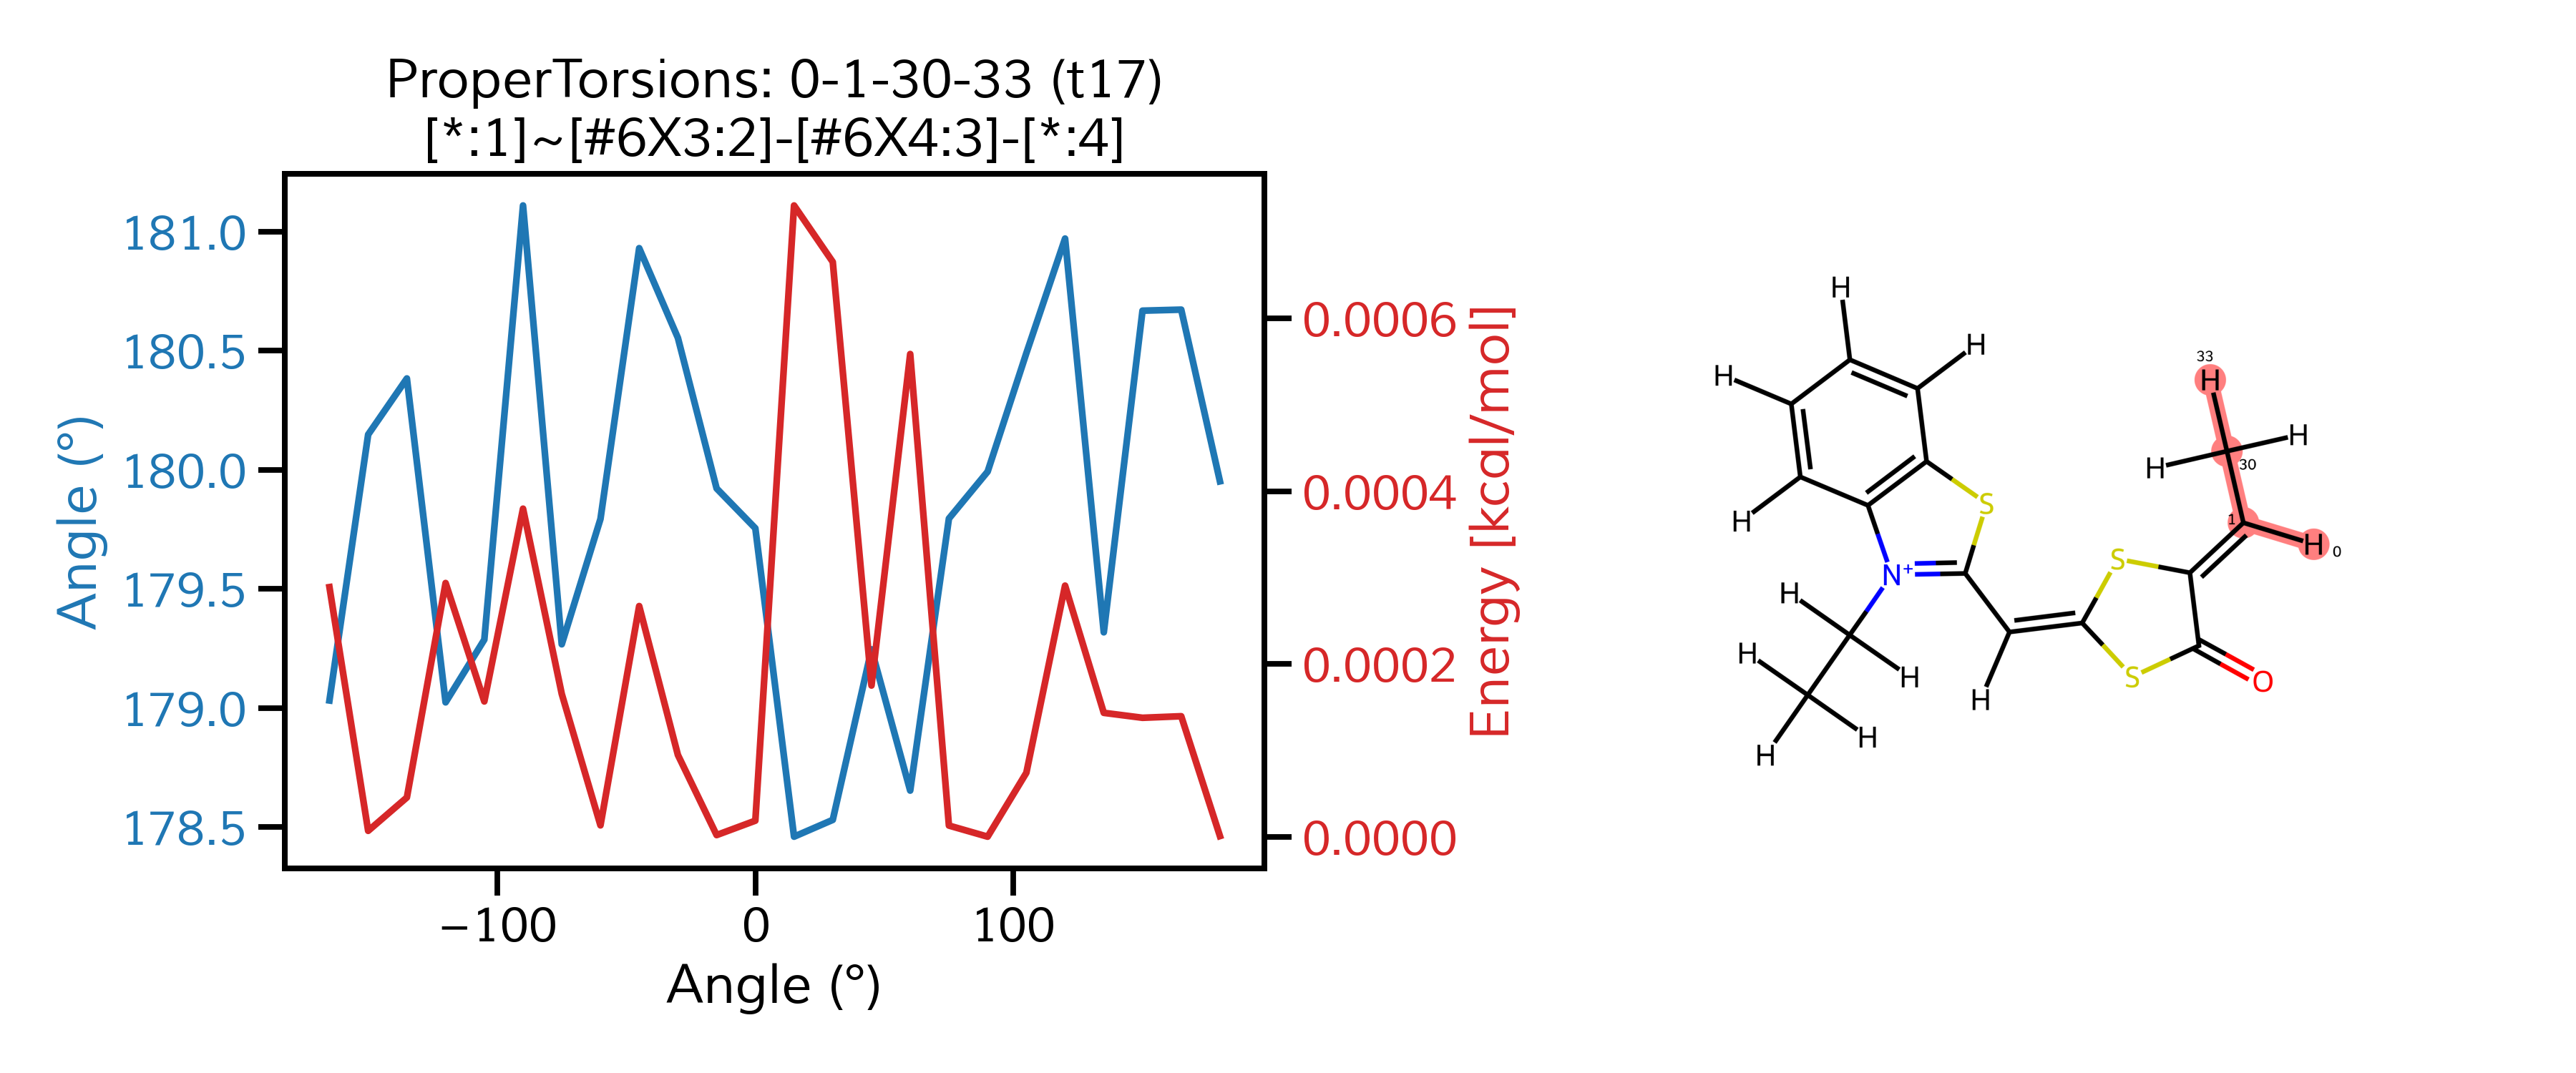 ProperTorsions: 0-1-30-33 (t17)
[*:1]~[#6X3:2]-[#6X4:3]-[*:4]
181.0
180.5
180.0
179.5
179.0
178.5
Angle (°)
0.0006
0.0004
0.0002
0.0000
Energy [kcal/mol]
−100
0
100
Angle (°)
H
H
H
33
H
H
H
30
H
S
1
H
0
H
S
N⁺
H
H
H
S
O
H
H
H